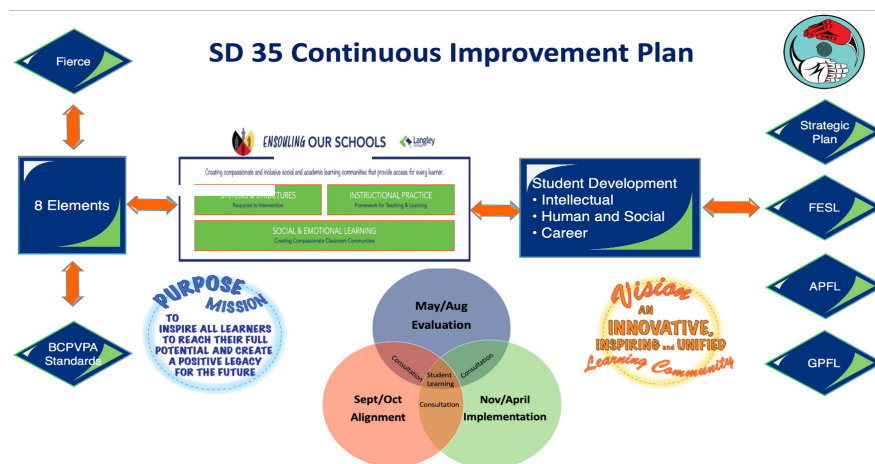 SD 35 Continuous Improvement Plan
Fierce
8 Elements
BCPVPA
Standards
ENSOULING OUR SCHOOLS
Langley
Creating compassionate and inclusive social and academic learning communities that provide access for every learner.
SYSTEMS & STRUCTURES
Response to Intervention
INSTRUCTIONAL PRACTICE
Framework for Teaching & Learning
SOCIAL & EMOTIONAL LEARNING
Creating Compassionate Classroom Communities
Student Development
• Intellectual
• Human and Social
• Career
Strategic
Plan
FESL
APFL
GPFL
PURPOSE
MISSION
TO
INSPIRE ALL LEARNERS
TO REACH THEIR FULL
POTENTIAL AND CREATE
A POSITIVE LEGACY
FOR THE FUTURE
May/Aug
Evaluation
Consultation
Consultation
Student
Learning
Consultation
Sept/Oct
Alignment
Nov/April
Implementation
Vision
AN
INNOVATIVE,
INSPIRING and UNIFIED
Learning Community